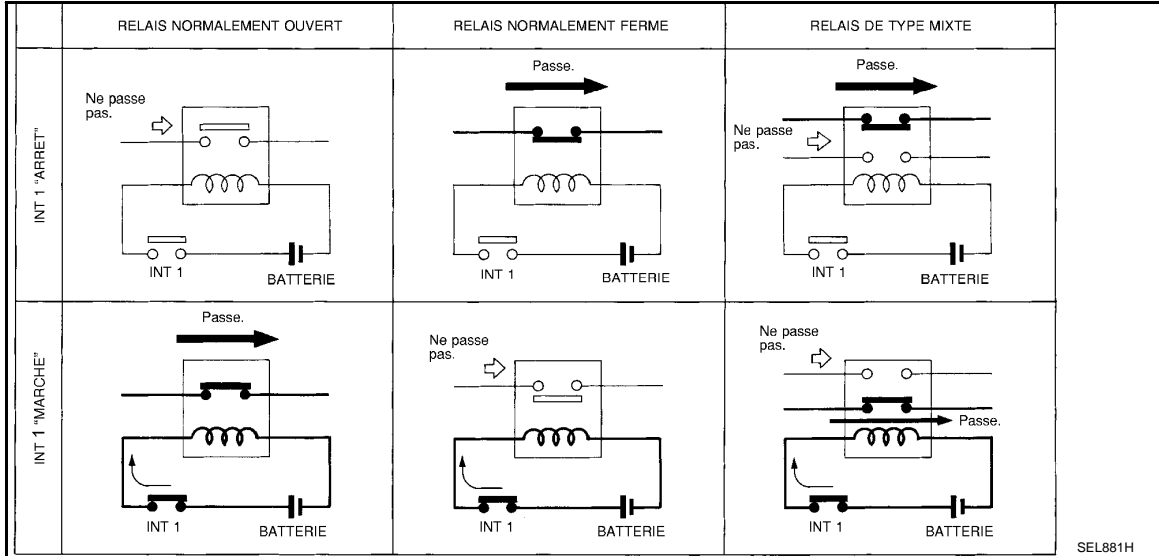 RELAIS NORMALEMENT OUVERT
RELAIS NORMALEMENT FERME
RELAIS DE TYPE MIXTE
INT 1 "ARRET"
Ne passe
pas.
INT 1
BATTERIE
Passe.
INT 1
BATTERIE
Passe.
Ne passe
pas.
INT 1
BATTERIE
INT 1 "MARCHE"
Passe.
INT 1
BATTERIE
Ne passe
pas.
INT 1
BATTERIE
Ne passe
pas.
Passe.
INT 1
BATTERIE
SEL881H